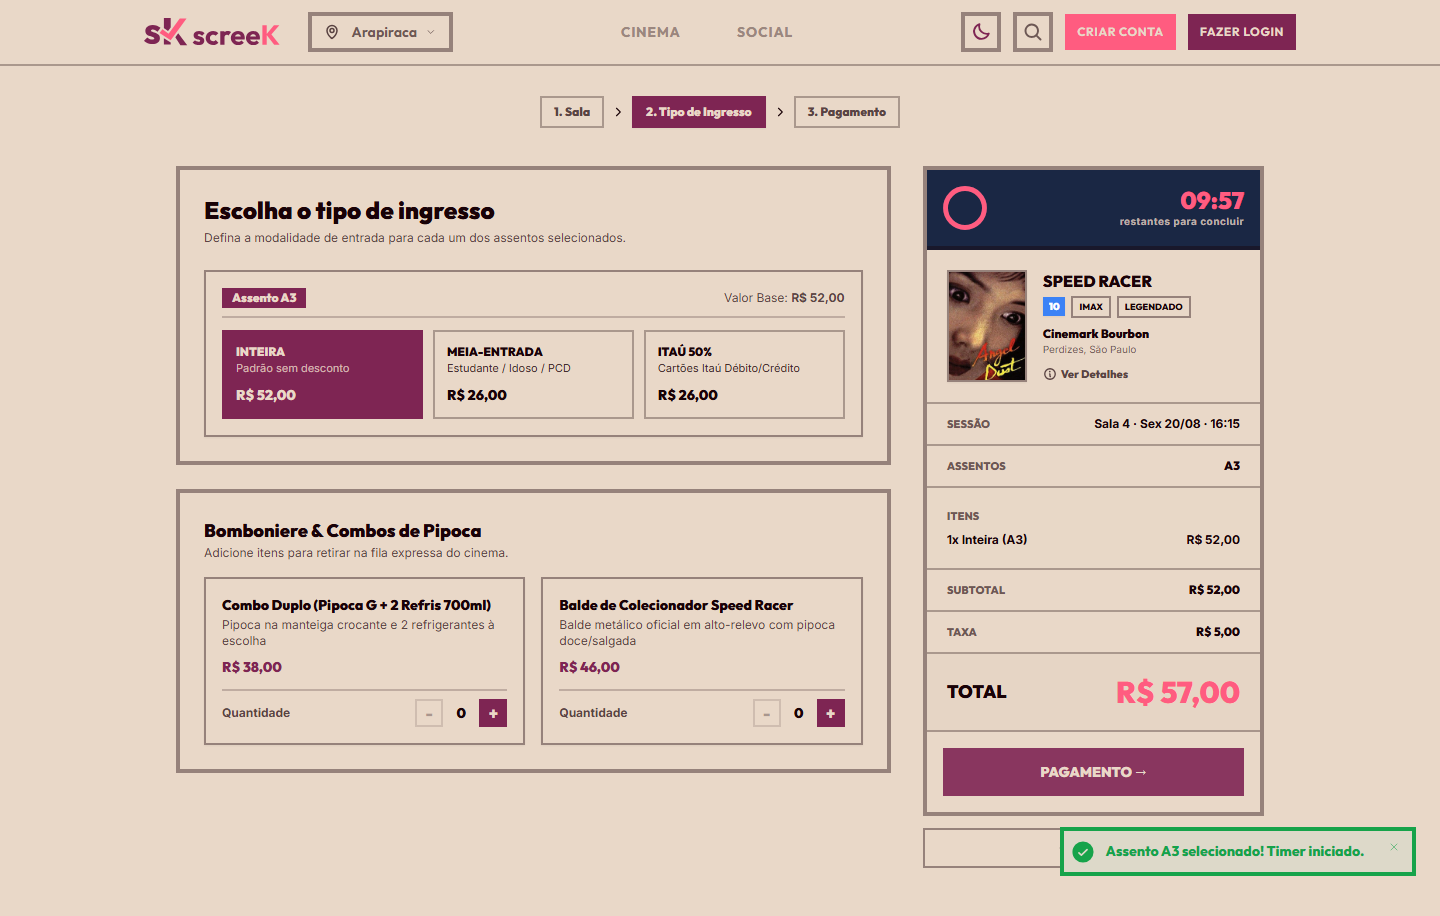 sK screeK
Arapiraca
CINEMA
SOCIAL
CRIAR CONTA
FAZER LOGIN
1. Sala
2. Tipo de Ingresso
3. Pagamento
Escolha o tipo de ingresso
Defina a modalidade de entrada para cada um dos assentos selecionados.
Assento A3
Valor Base: R$ 52,00
INTEIRA
Padrão sem desconto
R$ 52,00
MEIA-ENTRADA
Estudante / Idoso / PCD
R$ 26,00
ITAÚ 50%
Cartões Itaú Débito/Crédito
R$ 26,00
Bomboniere & Combos de Pipoca
Adicione itens para retirar na fila expressa do cinema.
Combo Duplo (Pipoca G + 2 Refris 700ml)
Pipoca na manteiga crocante e 2 refrigerantes à
escolha
R$ 38,00
Quantidade
- 0 +
Balde de Colecionador Speed Racer
Balde metálico oficial em alto-relevo com pipoca
doce/salgada
R$ 46,00
Quantidade
- 0 +
09:57
restantes para concluir
Angel
Dust
SPEED RACER
10 IMAX LEGENDADO
Cinemark Bourbon
Perdizes, São Paulo
Ver Detalhes
SESSÃO Sala 4 · Sex 20/08 · 16:15
ASSENTOS A3
ITENS
1x Inteira (A3) R$ 52,00
SUBTOTAL R$ 52,00
TAXA R$ 5,00
TOTAL R$ 57,00
PAGAMENTO →
Assento A3 selecionado! Timer iniciado.